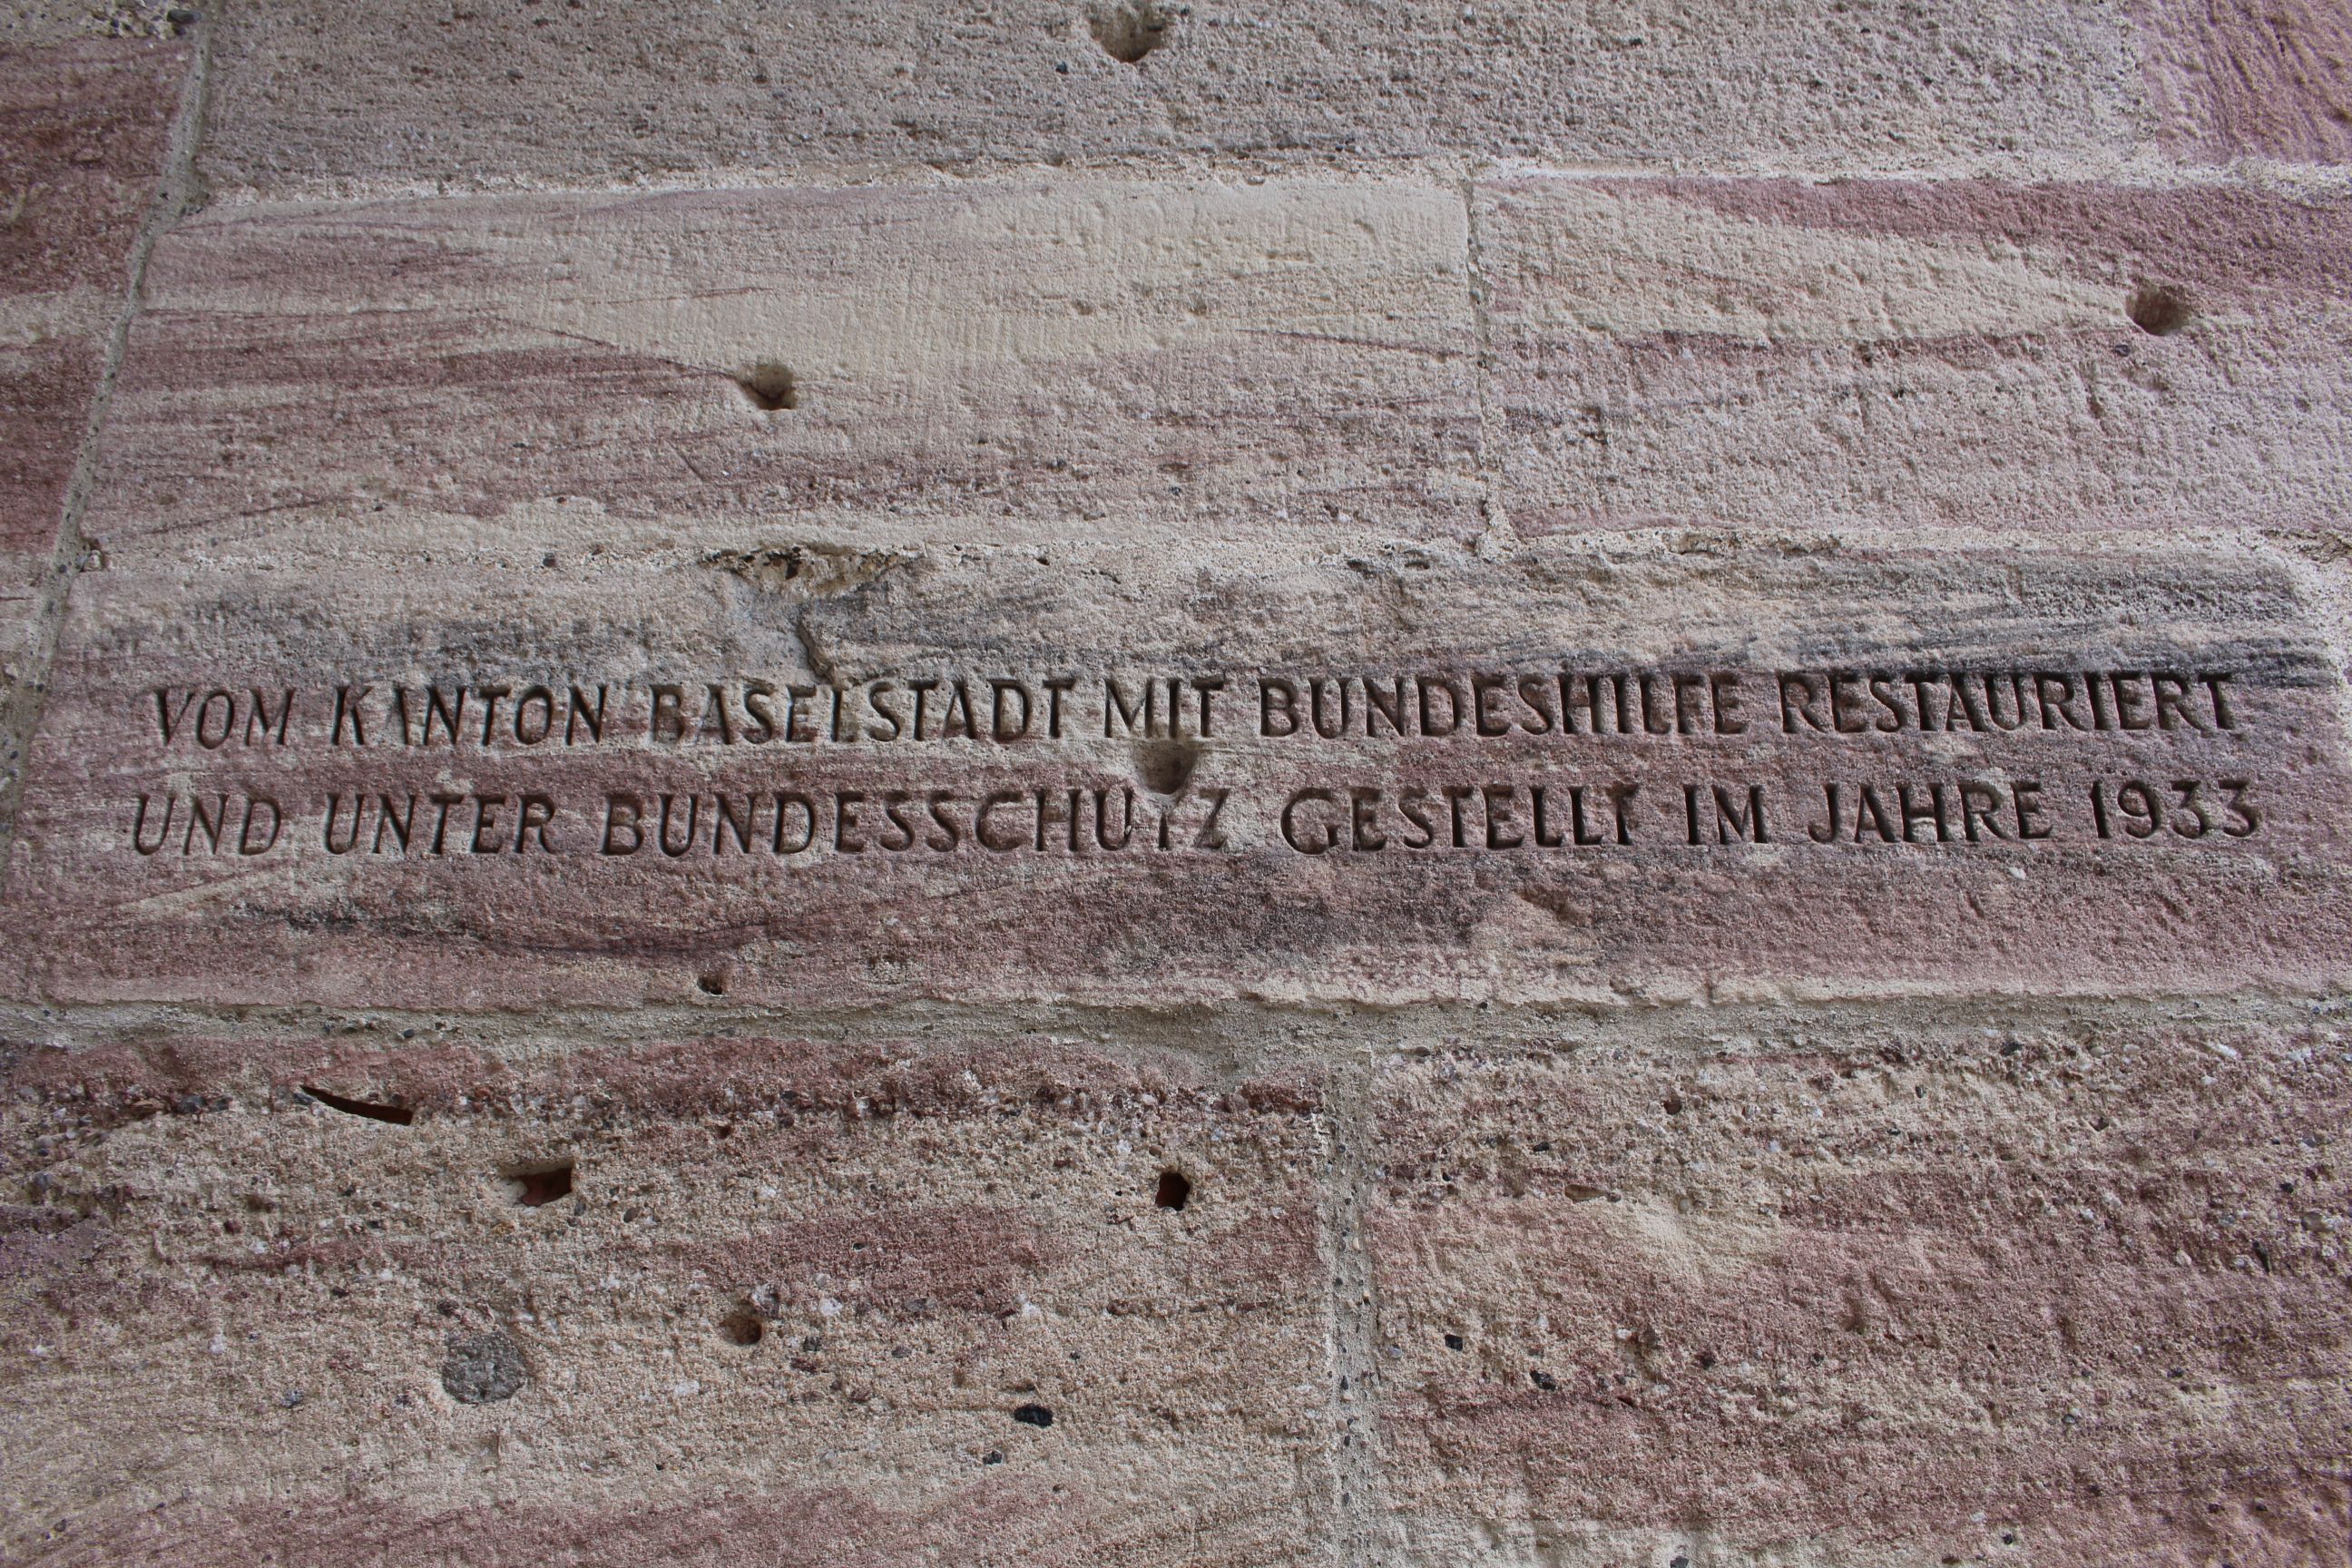 VOM KANTON BASELSTADT MIT BUNDESHILFE RESTAURIERT
UND UNTER BUNDESSCHUTZ GESTELLT IM JAHRE 1933